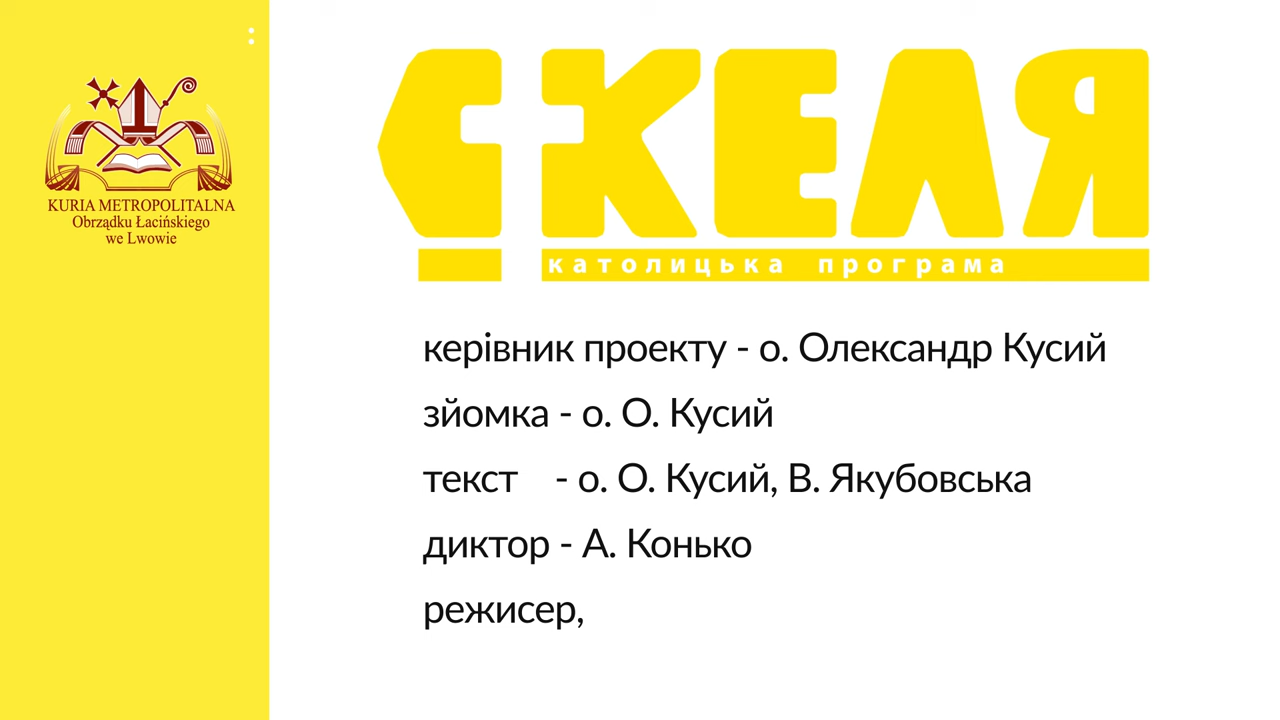 KURIA METROPOLITALNA
Obrządku Łacińskiego
we Lwowie
СКЕЛЯ
католицька програма
керівник проекту - о. Олександр Кусий
зйомка - о. О. Кусий
текст - о. О. Кусий, В. Якубовська
диктор - А. Конько
режисер,